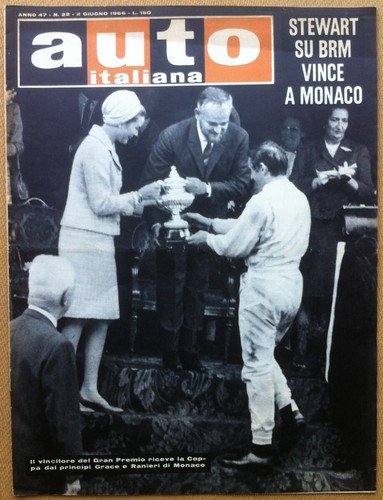 ANNO 47 - N. 22 - 2 GIUGNO 1966 - L. 150
auto
italiana
STEWART
SU BRM
VINCE
A MONACO
Il vincitore del Gran Premio riceve la Cop-
pa dai principi Grace e Ranieri di Monaco